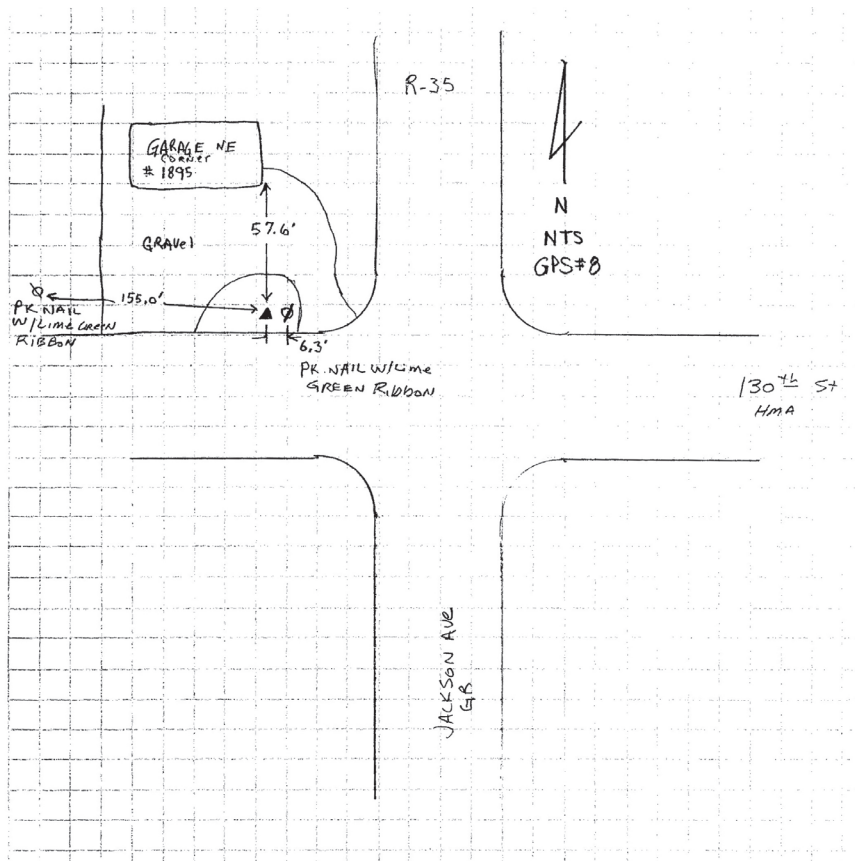 R-35
GARAGE NE
CORNER
# 1895
GRAVEL
57.6'
155.0'
PK NAIL
W/LIME GREEN
RIBBON
6.3'
PK. NAIL W/Lime
GREEN RIBBON
N
NTS
GPS#8
130th St
HMA
JACKSON AVE
GR